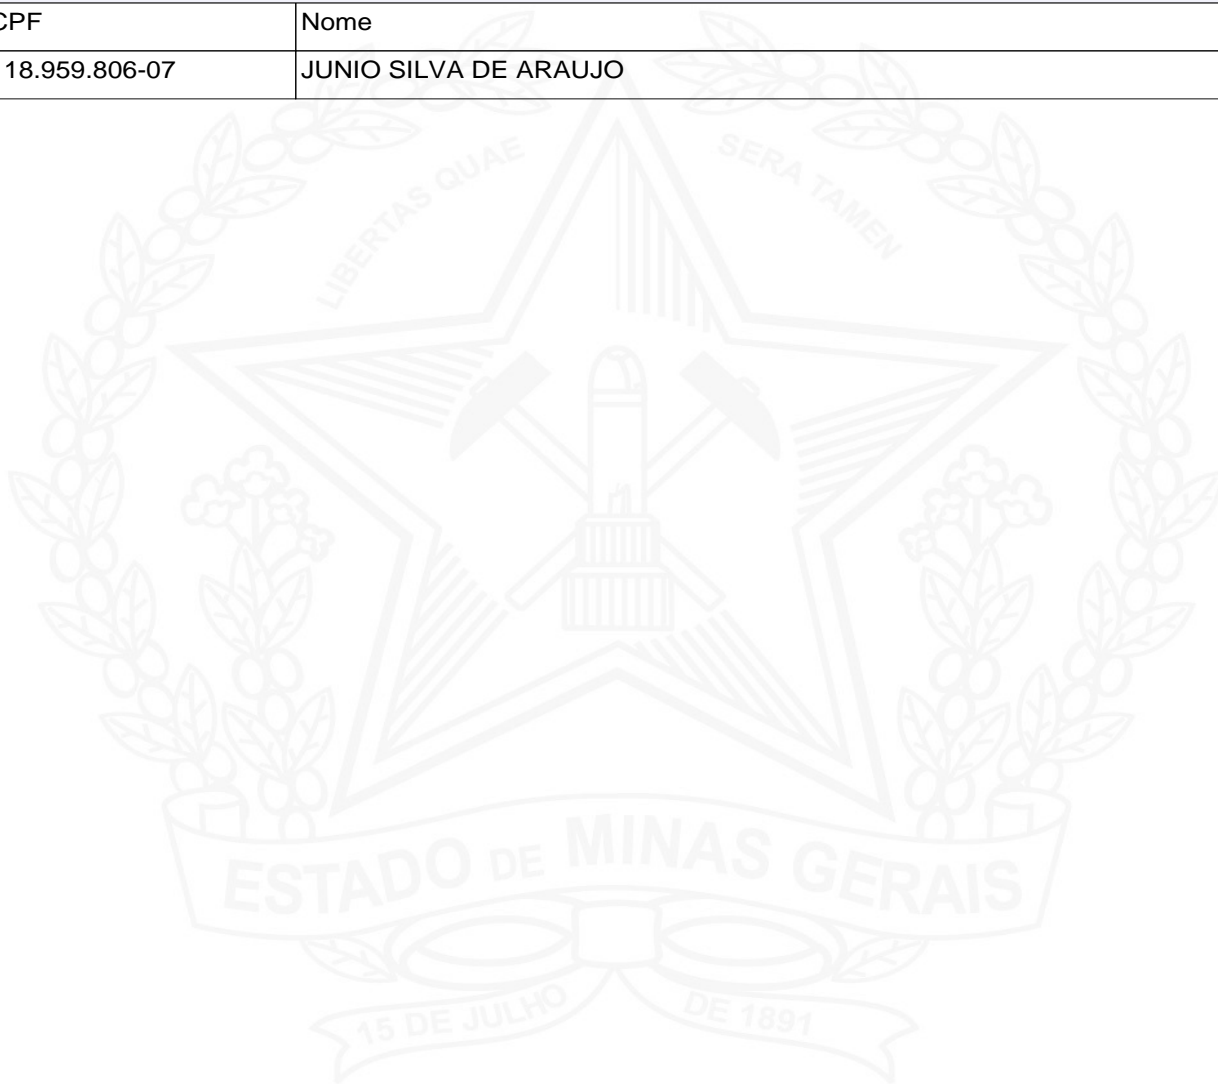 CPF Nome
18.959.806-07 JUNIO SILVA DE ARAUJO
LIBERTAS QUAE SERA TAMEN
ESTADO DE MINAS GERAIS
15 DE JULHO DE 1891